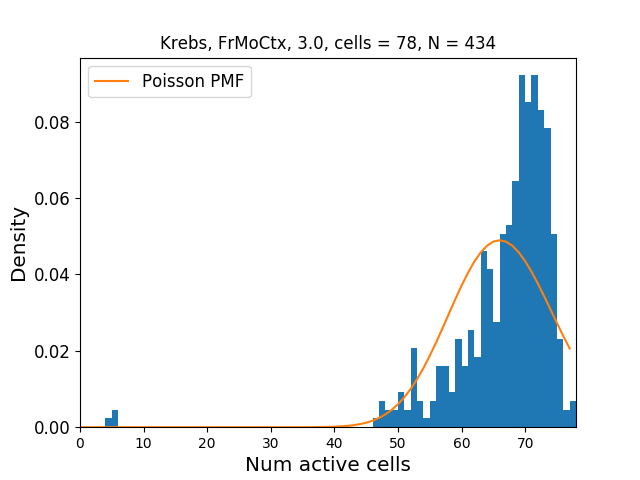 Krebs, FrMoCtx, 3.0, cells = 78, N = 434
Poisson PMF
0.08
0.06
0.04
0.02
0.00
Density
0 10 20 30 40 50 60 70
Num active cells